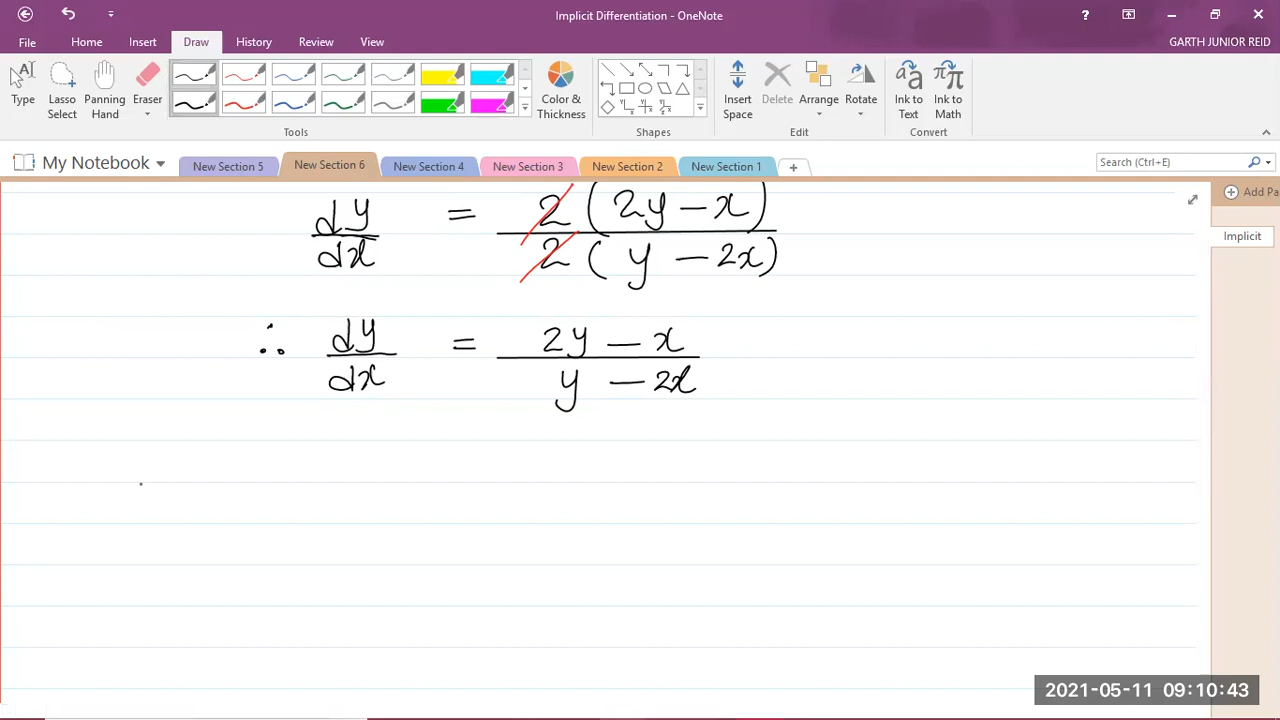 Implicit Differentiation - OneNote
?
File Home Insert Draw History Review View
GARTH JUNIOR REID
Type
Lasso Select
Panning Hand
Eraser
Color & Thickness
Insert Space
Delete
Arrange
Rotate
Ink to Text
Ink to Math
Tools
Shapes
Edit
Convert
My Notebook
New Section 5
New Section 6
New Section 4
New Section 3
New Section 2
New Section 1
+
Search (Ctrl+E)
Add Pa
Implicit
dy/dx = 2(2y - x) / 2(y - 2x)
∴ dy/dx = 2y - x / y - 2x
2021-05-11 09:10:43